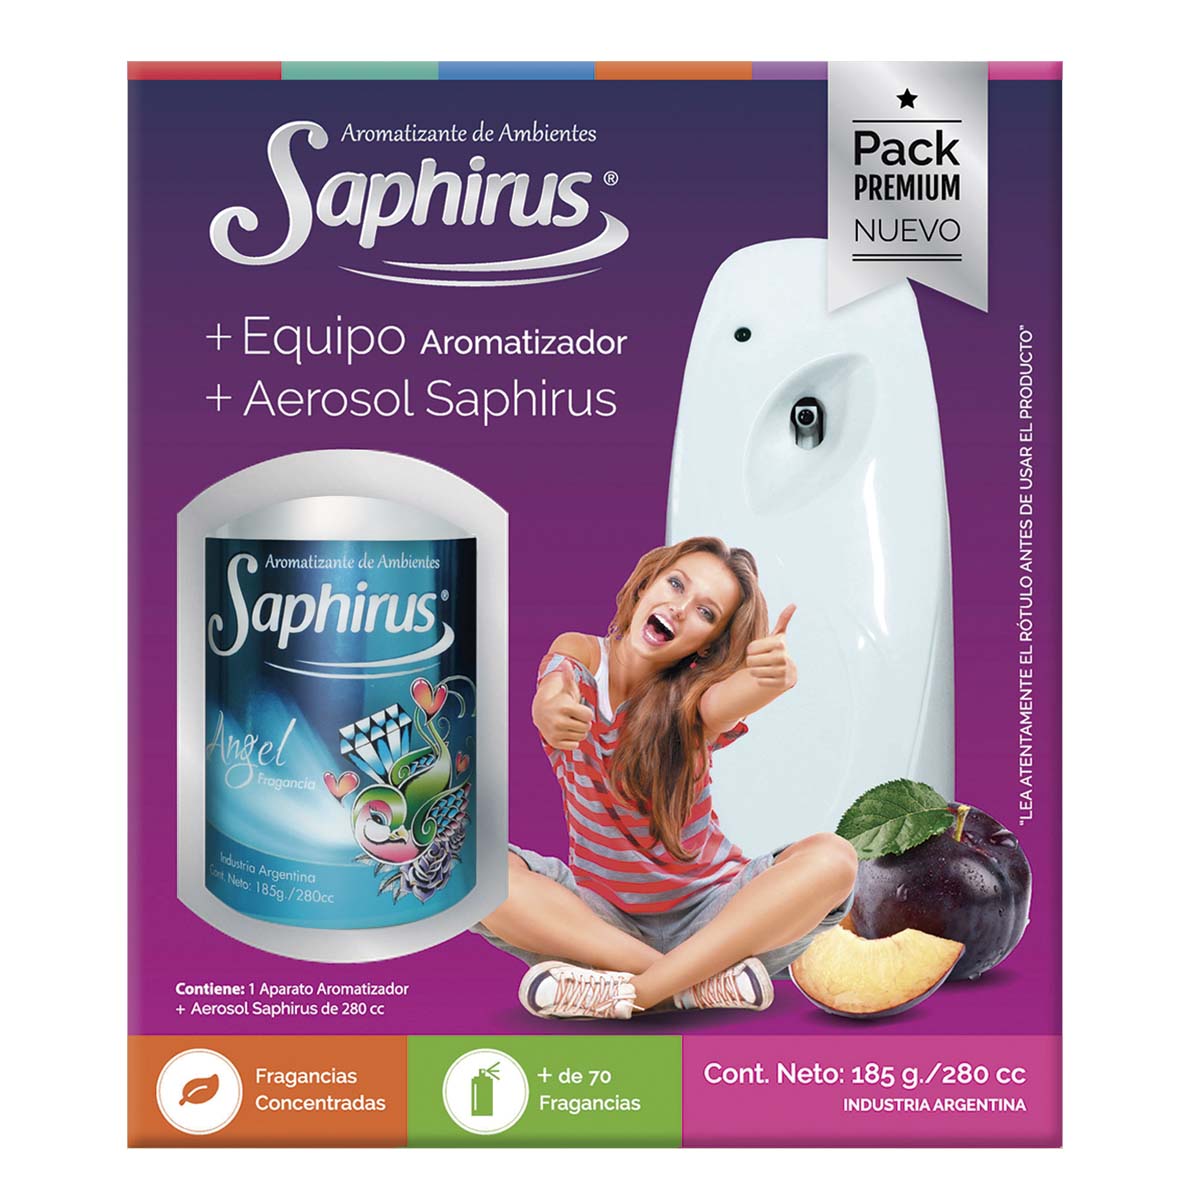 Aromatizante de Ambientes
Saphirus®
+ Equipo Aromatizador
+ Aerosol Saphirus
Pack
PREMIUM
NUEVO
"LEA ATENTAMENTE EL RÓTULO ANTES DE USAR EL PRODUCTO"
Aromatizante de Ambientes
Saphirus®
Angel
Fragancia
Industria Argentina
Cont. Neto: 185g./280cc
Contiene: 1 Aparato Aromatizador
+ Aerosol Saphirus de 280 cc
Fragancias
Concentradas
+ de 70
Fragancias
Cont. Neto: 185 g./280 cc
INDUSTRIA ARGENTINA